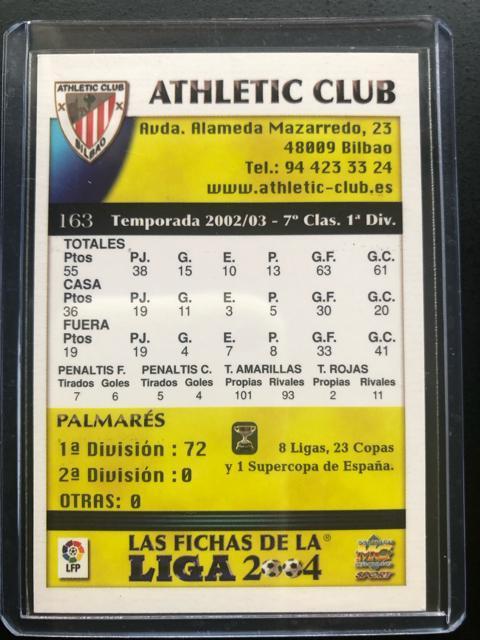 ATHLETIC CLUB
BILBAO
ATHLETIC CLUB
Avda. Alameda Mazarredo, 23
48009 Bilbao
Tel.: 94 423 33 24
www.athletic-club.es
163 Temporada 2002/03 - 7º Clas. 1ª Div.
TOTALES
Ptos PJ. G. E. P. G.F. G.C.
55 38 15 10 13 63 61
CASA
Ptos PJ. G. E. P. G.F. G.C.
36 19 11 3 5 30 20
FUERA
Ptos PJ. G. E. P. G.F. G.C.
19 19 4 7 8 33 41
PENALTIS F. PENALTIS C. T. AMARILLAS T. ROJAS
Tirados Goles Tirados Goles Propias Rivales Propias Rivales
7 6 5 4 101 93 2 11
PALMARÉS
1ª División : 72
2ª División : 0
OTRAS: 0
8 Ligas, 23 Copas
y 1 Supercopa de España.
LFP
LAS FICHAS DE LA®
LIGA 2004
SPORT